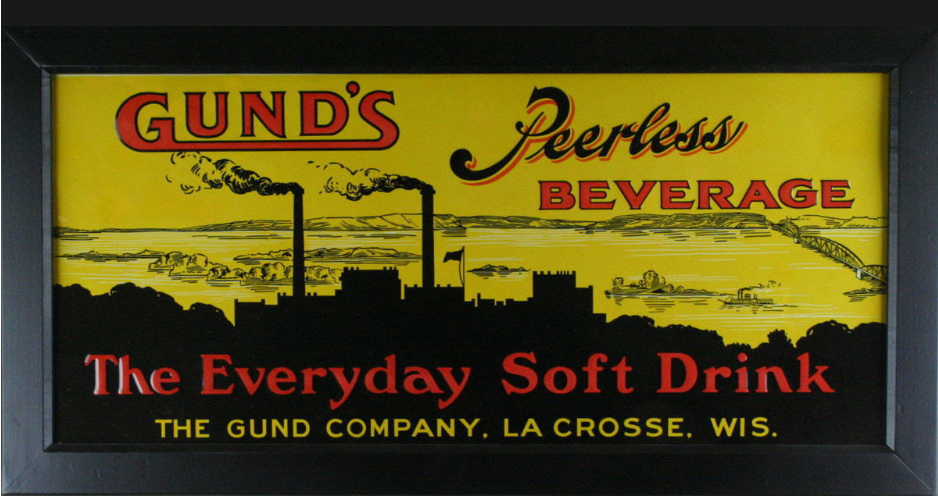 GUND'S
Peerless
BEVERAGE
The Everyday Soft Drink
THE GUND COMPANY, LA CROSSE, WIS.